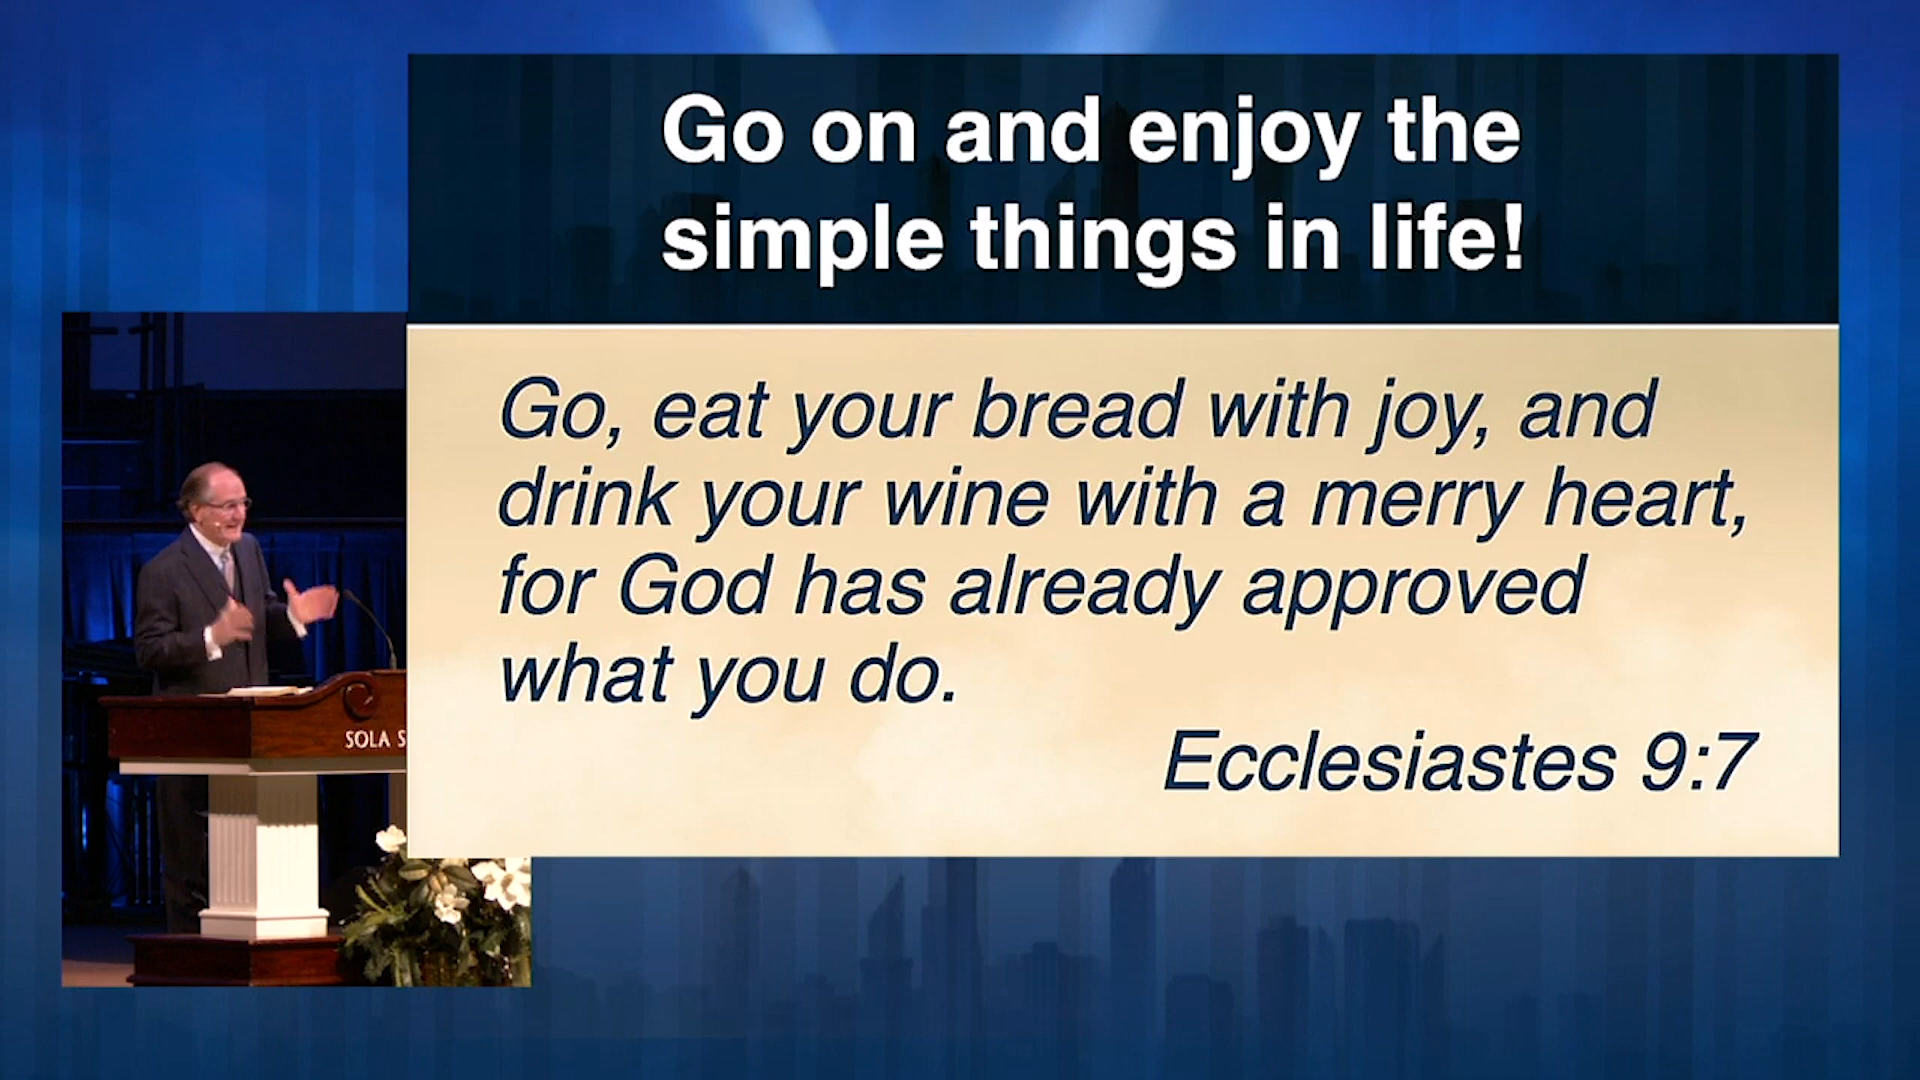 Go on and enjoy the
simple things in life!
Go, eat your bread with joy, and
drink your wine with a merry heart,
for God has already approved
what you do.
Ecclesiastes 9:7
SOLA S